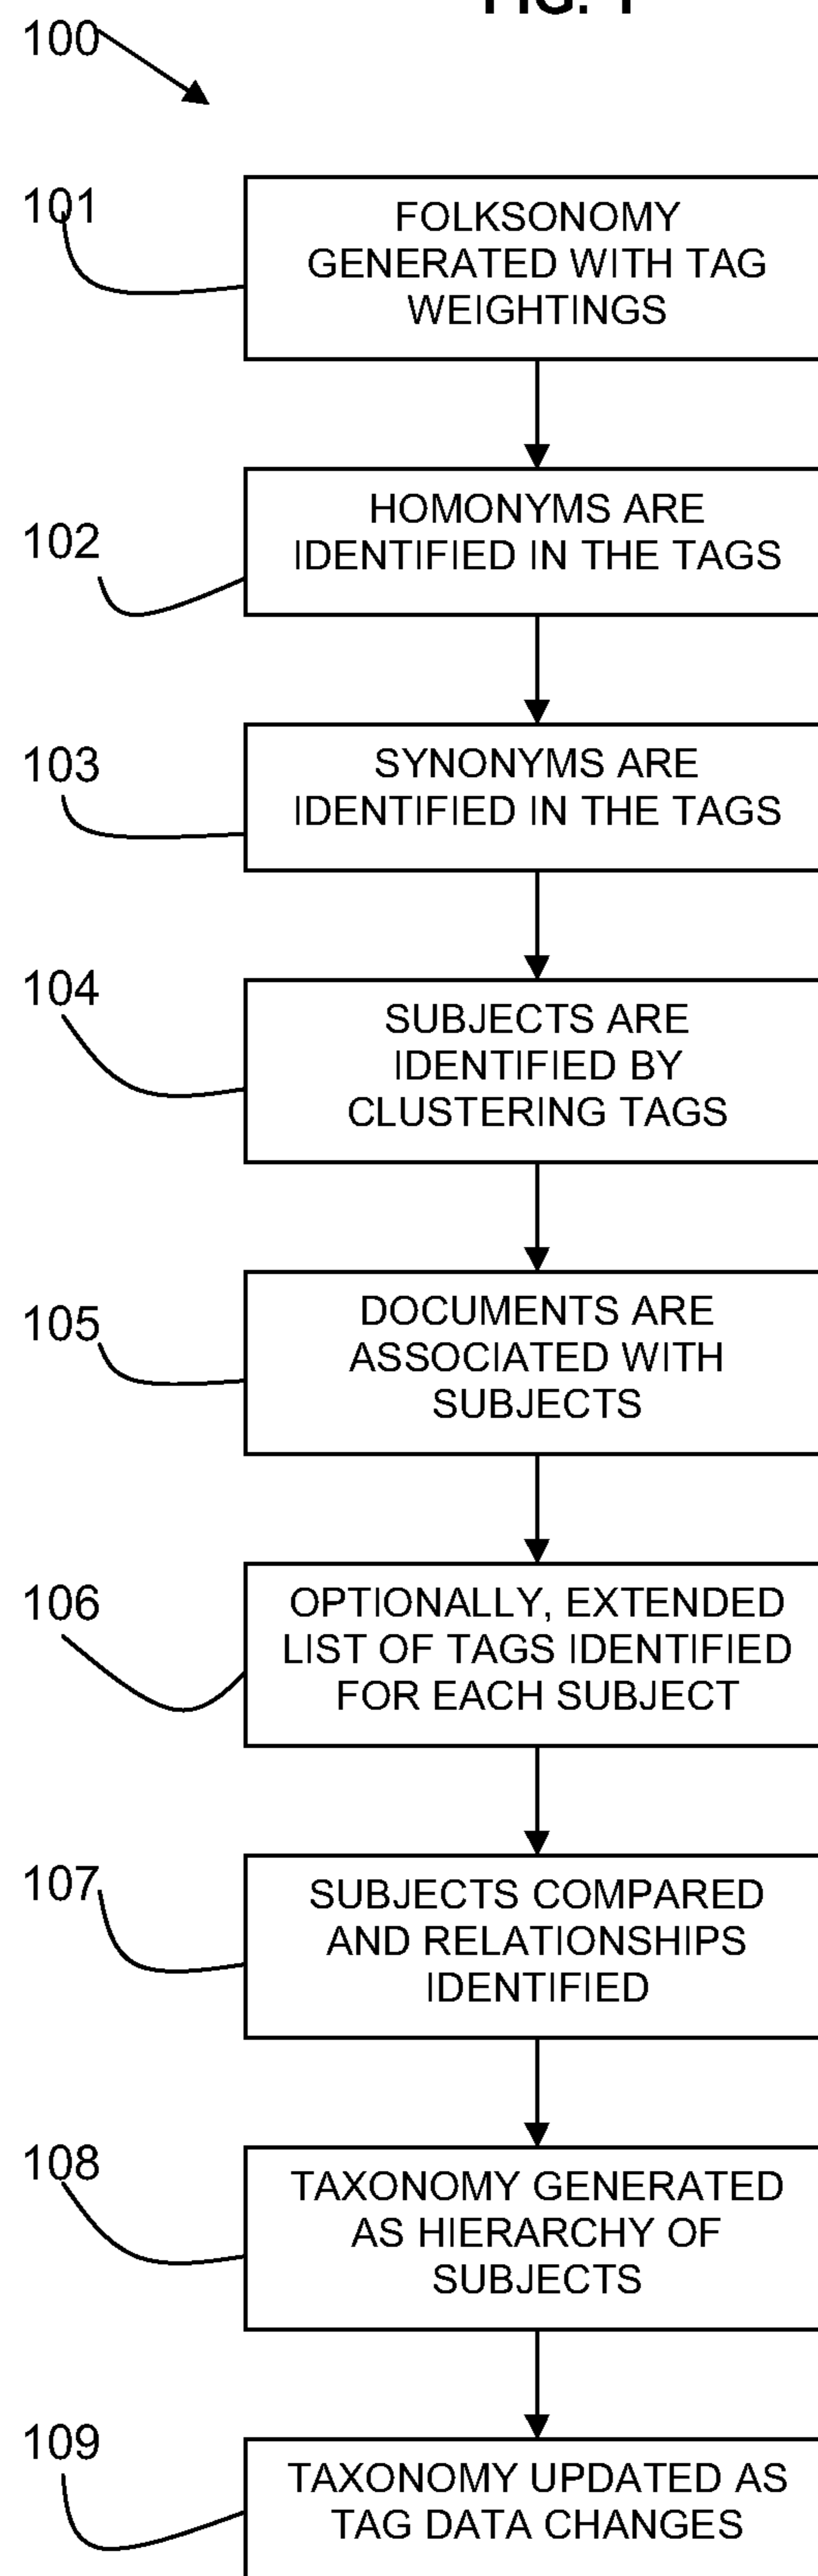 FIG. 1
100
101
FOLKSONOMY
GENERATED WITH TAG
WEIGHTINGS
102
HOMONYMS ARE
IDENTIFIED IN THE TAGS
103
SYNONYMS ARE
IDENTIFIED IN THE TAGS
104
SUBJECTS ARE
IDENTIFIED BY
CLUSTERING TAGS
105
DOCUMENTS ARE
ASSOCIATED WITH
SUBJECTS
106
OPTIONALLY, EXTENDED
LIST OF TAGS IDENTIFIED
FOR EACH SUBJECT
107
SUBJECTS COMPARED
AND RELATIONSHIPS
IDENTIFIED
108
TAXONOMY GENERATED
AS HIERARCHY OF
SUBJECTS
109
TAXONOMY UPDATED AS
TAG DATA CHANGES